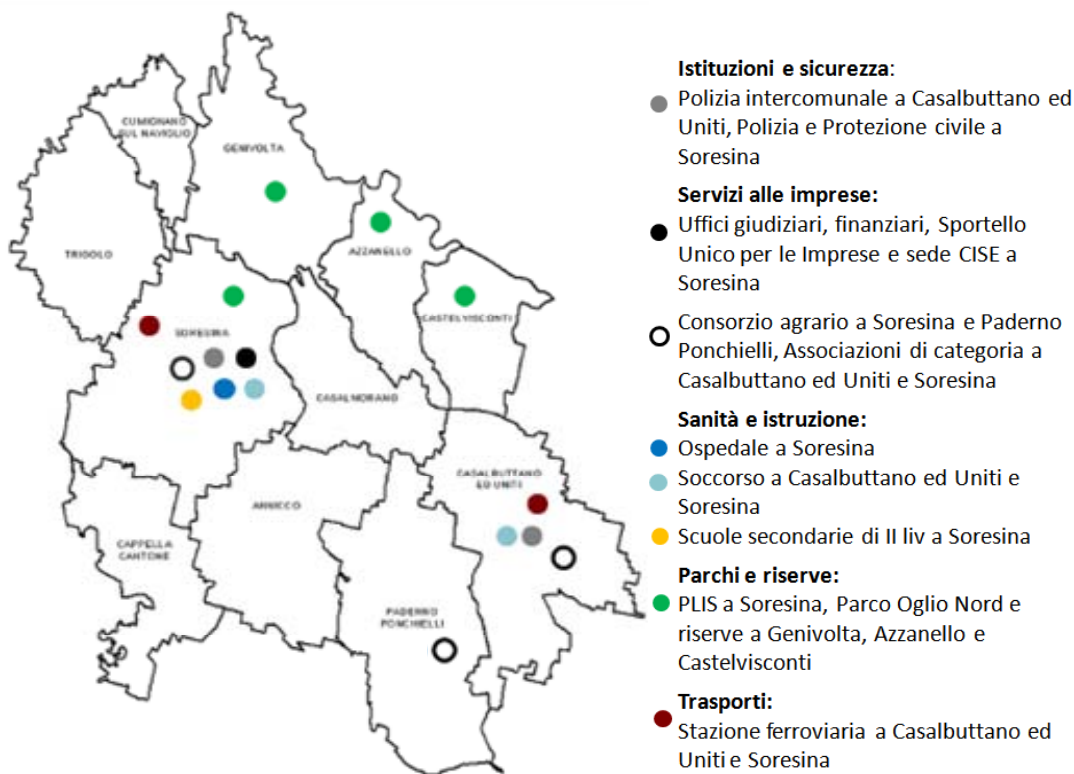 CUMIGNANO
SUL NAVIGLIO
GENIVOLTA
TRIGOLO
AZZANELLO
CASTELVISCONTI
SORESINA
CASALMORANO
CASALBUTTANO
ED UNITI
ANNICCO
CAPPELLA
CANTONE
PADERNO
PONCHIELLI
Istituzioni e sicurezza:
Polizia intercomunale a Casalbuttano ed
Uniti, Polizia e Protezione civile a
Soresina
Servizi alle imprese:
Uffici giudiziari, finanziari, Sportello
Unico per le Imprese e sede CISE a
Soresina
Consorzio agrario a Soresina e Paderno
Ponchielli, Associazioni di categoria a
Casalbuttano ed Uniti e Soresina
Sanità e istruzione:
Ospedale a Soresina
Soccorso a Casalbuttano ed Uniti e
Soresina
Scuole secondarie di II liv a Soresina
Parchi e riserve:
PLIS a Soresina, Parco Oglio Nord e
riserve a Genivolta, Azzanello e
Castelvisconti
Trasporti:
Stazione ferroviaria a Casalbuttano ed
Uniti e Soresina